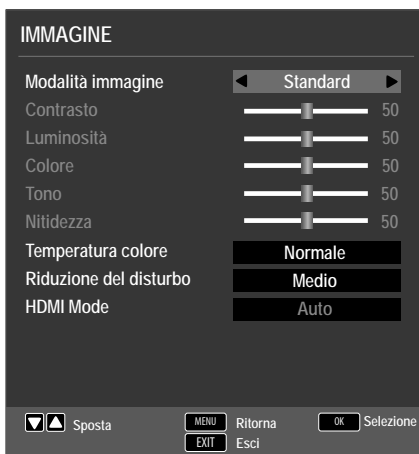 IMMAGINE
Modalità immagine Standard
Contrasto 50
Luminosità 50
Colore 50
Tono 50
Nitidezza 50
Temperatura colore Normale
Riduzione del disturbo Medio
HDMI Mode Auto
Sposta MENU Ritorna OK Selezione
EXIT Esci